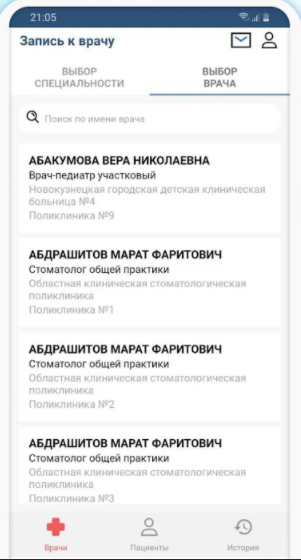 21:05
Запись к врачу
ВЫБОР
СПЕЦИАЛЬНОСТИ
ВЫБОР
ВРАЧА
Поиск по имени врача
АБАКУМОВА ВЕРА НИКОЛАЕВНА
Врач-педиатр участковый
Новокузнецкая городская детская клиническая
больница №4
Поликлиника №9
АБДРАШИТОВ МАРАТ ФАРИТОВИЧ
Стоматолог общей практики
Областная клиническая стоматологическая
поликлиника
Поликлиника №1
АБДРАШИТОВ МАРАТ ФАРИТОВИЧ
Стоматолог общей практики
Областная клиническая стоматологическая
поликлиника
Поликлиника №2
АБДРАШИТОВ МАРАТ ФАРИТОВИЧ
Стоматолог общей практики
Областная клиническая стоматологическая
поликлиника
Поликлиника №3
Врачи
Пациенты
История